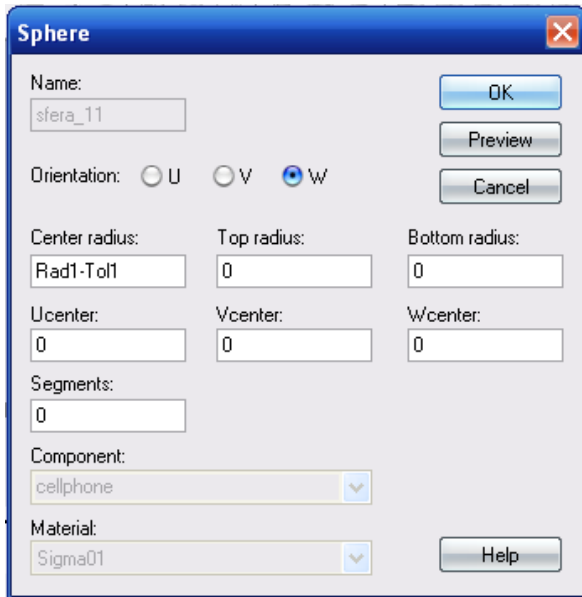 Sphere
Name:
sfera_11
OK
Preview
Cancel
Orientation: U V W
Center radius: Top radius: Bottom radius:
Rad1-Tol1 0 0
Ucenter: Vcenter: Wcenter:
0 0 0
Segments:
0
Component:
cellphone
Material:
Sigma01
Help